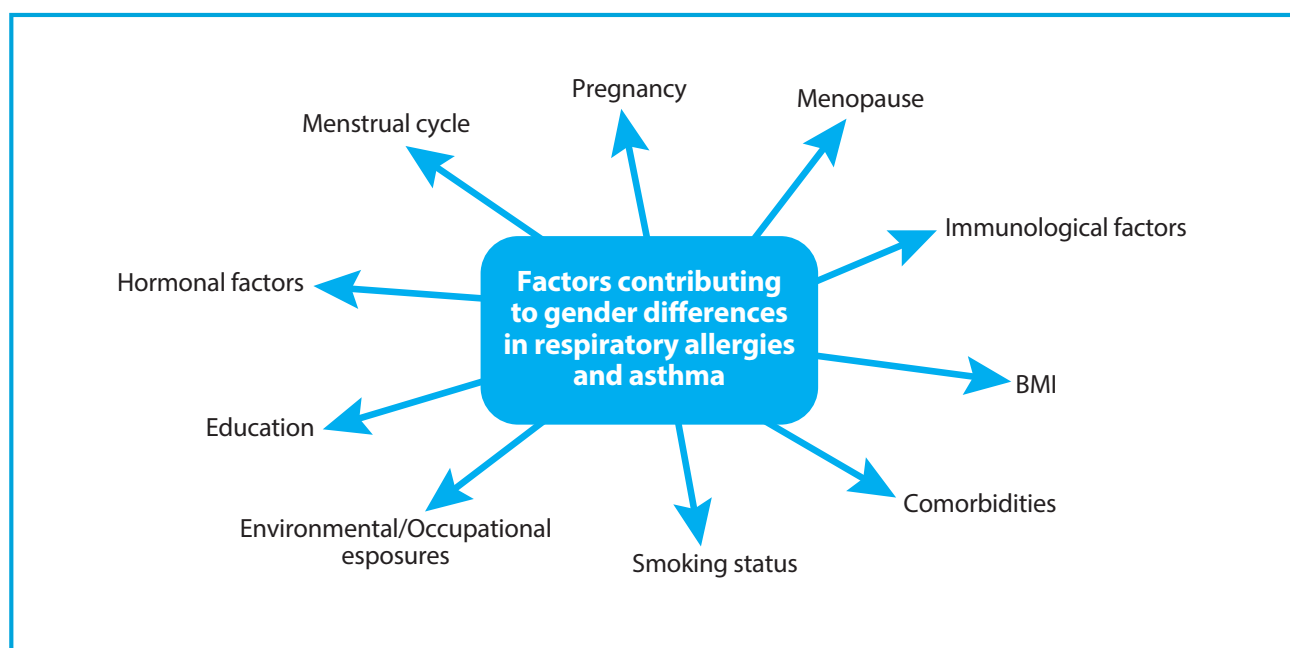 Pregnancy
Menopause
Menstrual cycle
Immunological factors
Hormonal factors
Factors contributing
to gender differences
in respiratory allergies
and asthma
BMI
Education
Comorbidities
Environmental/Occupational
esposures
Smoking status